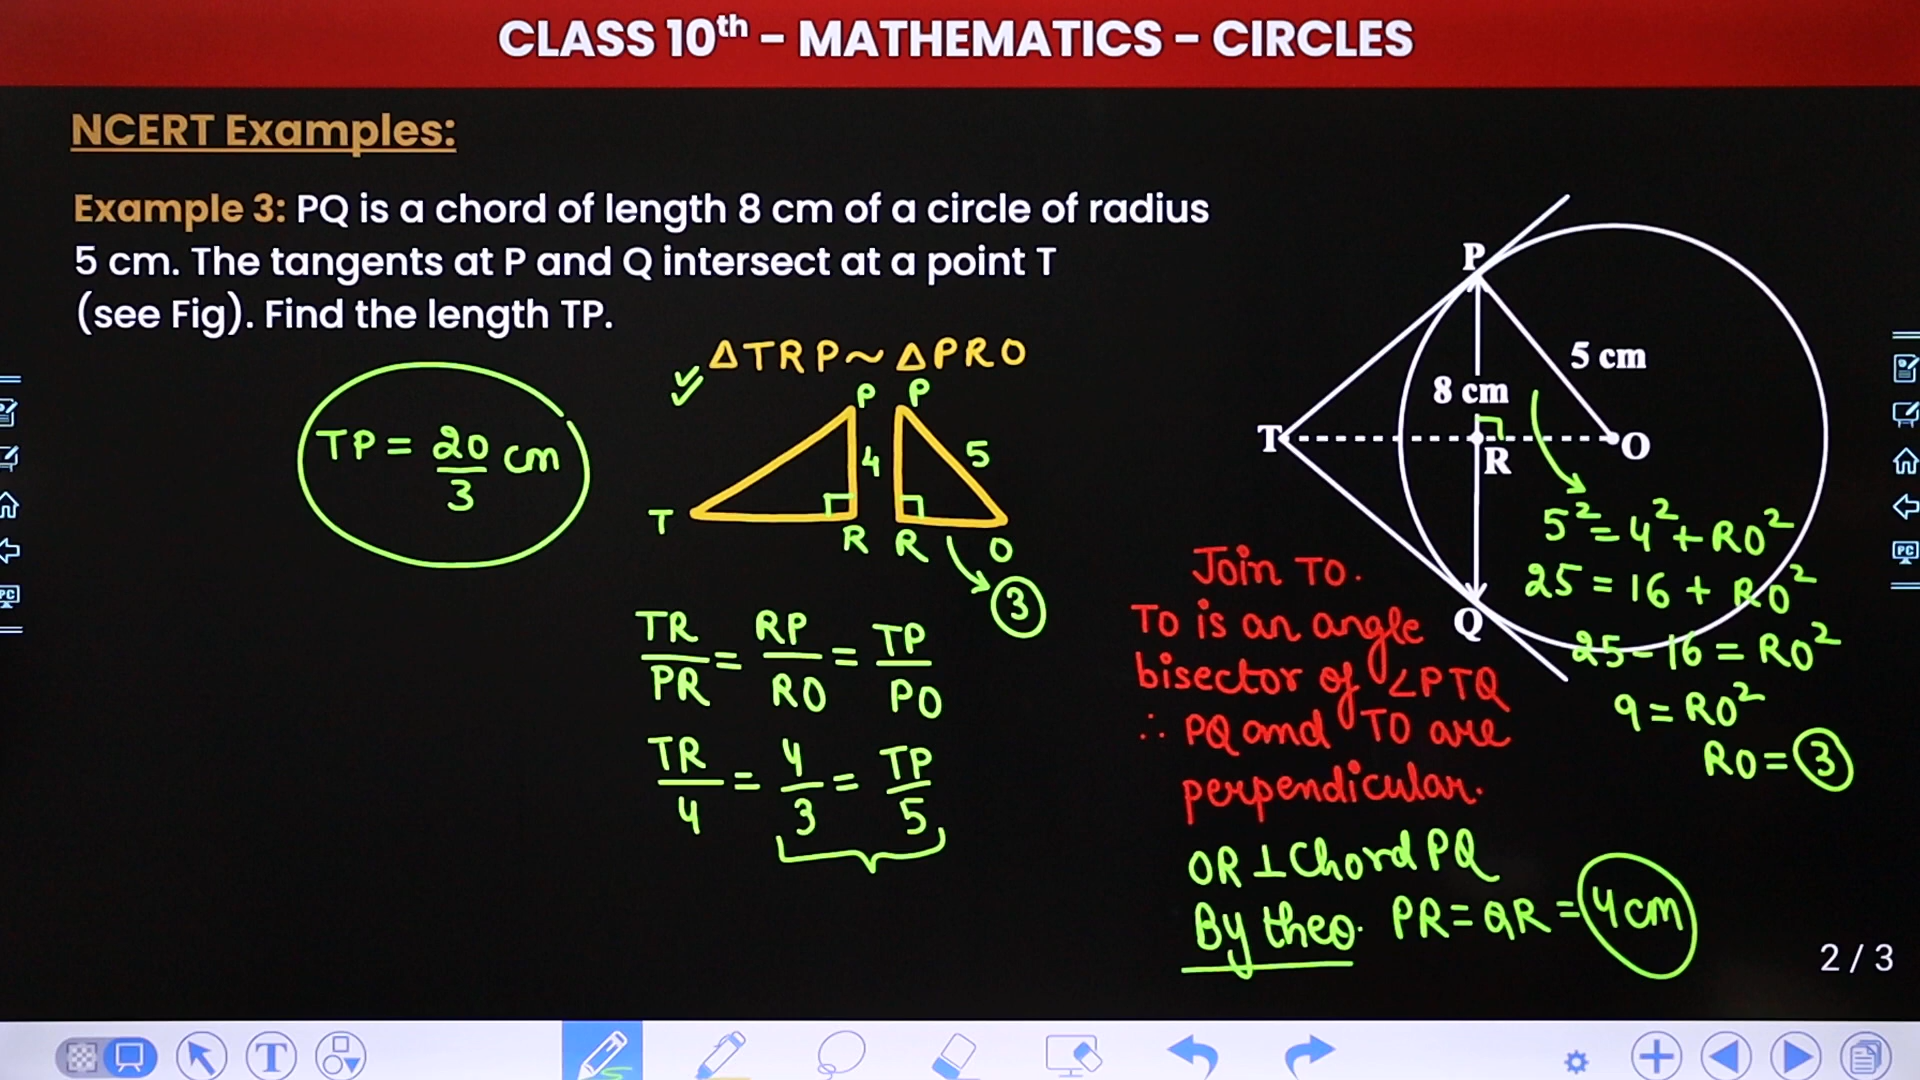 CLASS 10th – MATHEMATICS – CIRCLES
NCERT Examples:
Example 3: PQ is a chord of length 8 cm of a circle of radius
5 cm. The tangents at P and Q intersect at a point T
(see Fig). Find the length TP.
TP = 20/3 cm
ΔTRP ~ ΔPRO
P P
4 5
T R R O
3
TR/PR = RP/RO = TP/PO
TR/4 = 4/3 = TP/5
P
5 cm
8 cm
T R O
Q
Join TO.
TO is an angle
bisector of ∠PTQ
∴ PQ and TO are
perpendicular.
OR ⊥ Chord PQ
By theo. PR = QR = 4 cm
5² = 4² + RO²
25 = 16 + RO²
25 - 16 = RO²
9 = RO²
RO = 3
2 / 3
PC
PC
T